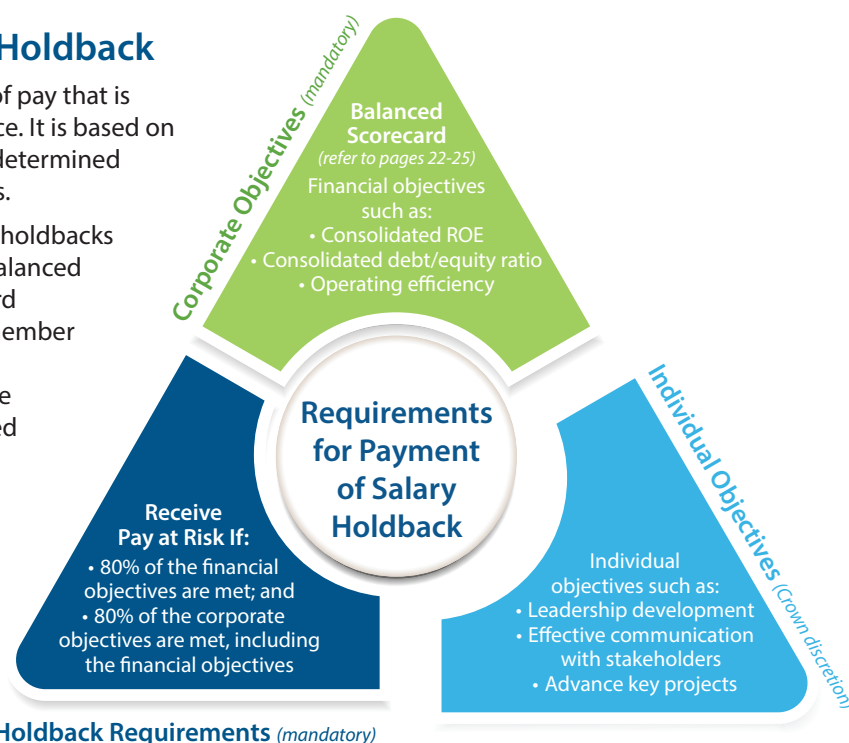 Holdback
of pay that is
ce. It is based on
determined
s.
holdbacks
alanced
rd
ember
e
ed
Corporate Objectives (mandatory)
Balanced
Scorecard
(refer to pages 22-25)
Financial objectives
such as:
• Consolidated ROE
• Consolidated debt/equity ratio
• Operating efficiency
Requirements
for Payment
of Salary
Holdback
Individual Objectives (Crown discretion)
Individual
objectives such as:
• Leadership development
• Effective communication
with stakeholders
• Advance key projects
Receive
Pay at Risk If:
• 80% of the financial
objectives are met; and
• 80% of the corporate
objectives are met, including
the financial objectives
Holdback Requirements (mandatory)